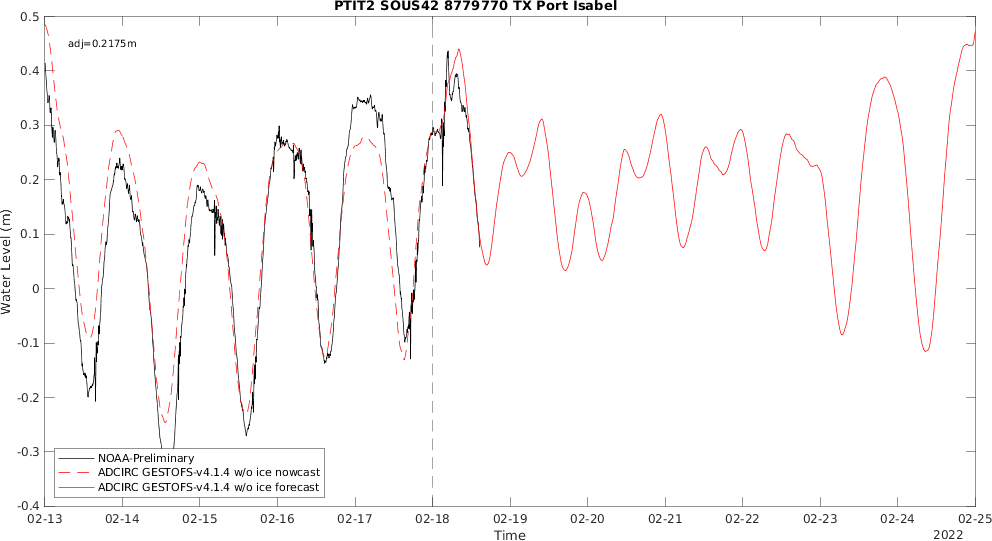 PTIT2 SOUS42 8779770 TX Port Isabel
adj=0.2175m
0.5
0.4
0.3
0.2
0.1
0
-0.1
-0.2
-0.3
-0.4
Water Level (m)
NOAA-Preliminary
ADCIRC GESTOFS-v4.1.4 w/o ice nowcast
ADCIRC GESTOFS-v4.1.4 w/o ice forecast
02-13 02-14 02-15 02-16 02-17 02-18 02-19 02-20 02-21 02-22 02-23 02-24 02-25
Time
2022